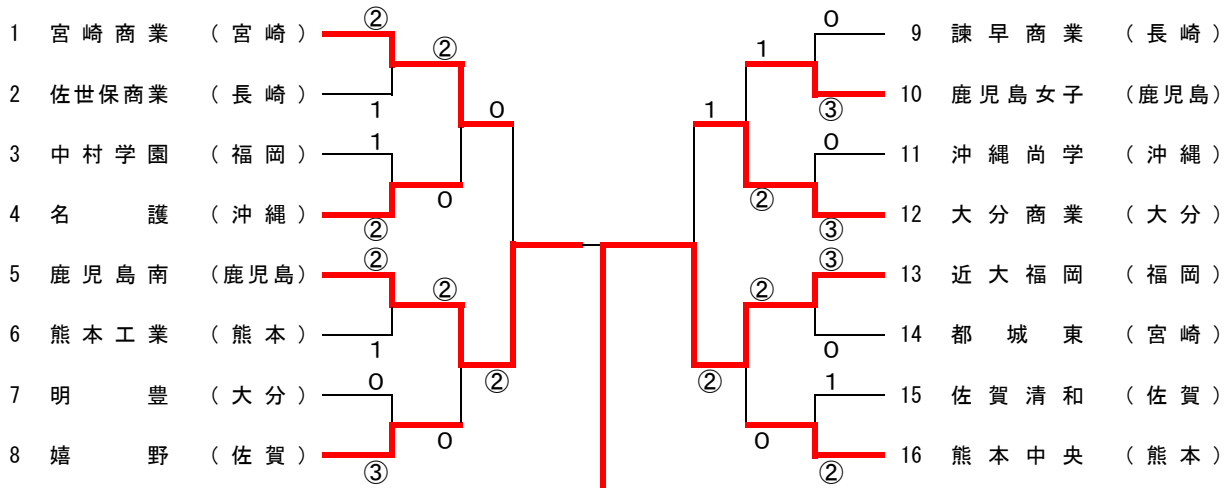 1 宮崎商業 （宮崎） ② 0 9 諫早商業 （長崎）
② 1
2 佐世保商業 （長崎） 1 0 1 ③ 10 鹿児島女子 （鹿児島）
3 中村学園 （福岡） 1 0 11 沖縄尚学 （沖縄）
0 ②
4 名護 （沖縄） ② ③ 12 大分商業 （大分）
5 鹿児島南 （鹿児島） ② ③ 13 近大福岡 （福岡）
② ②
6 熊本工業 （熊本） 1 0 14 都城東 （宮崎）
② ②
7 明豊 （大分） 0 1 15 佐賀清和 （佐賀）
0 0
8 嬉野 （佐賀） ③ ② 16 熊本中央 （熊本）